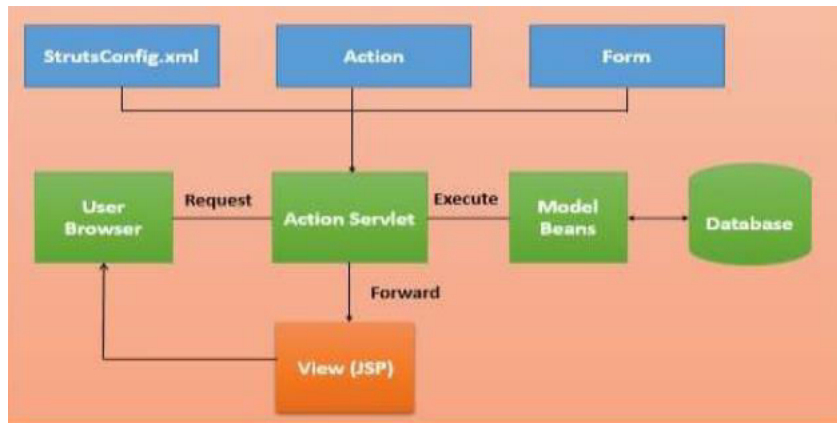 StrutsConfig.xml
Action
Form
User
Browser
Request
Action Servlet
Execute
Model
Beans
Database
Forward
View (JSP)